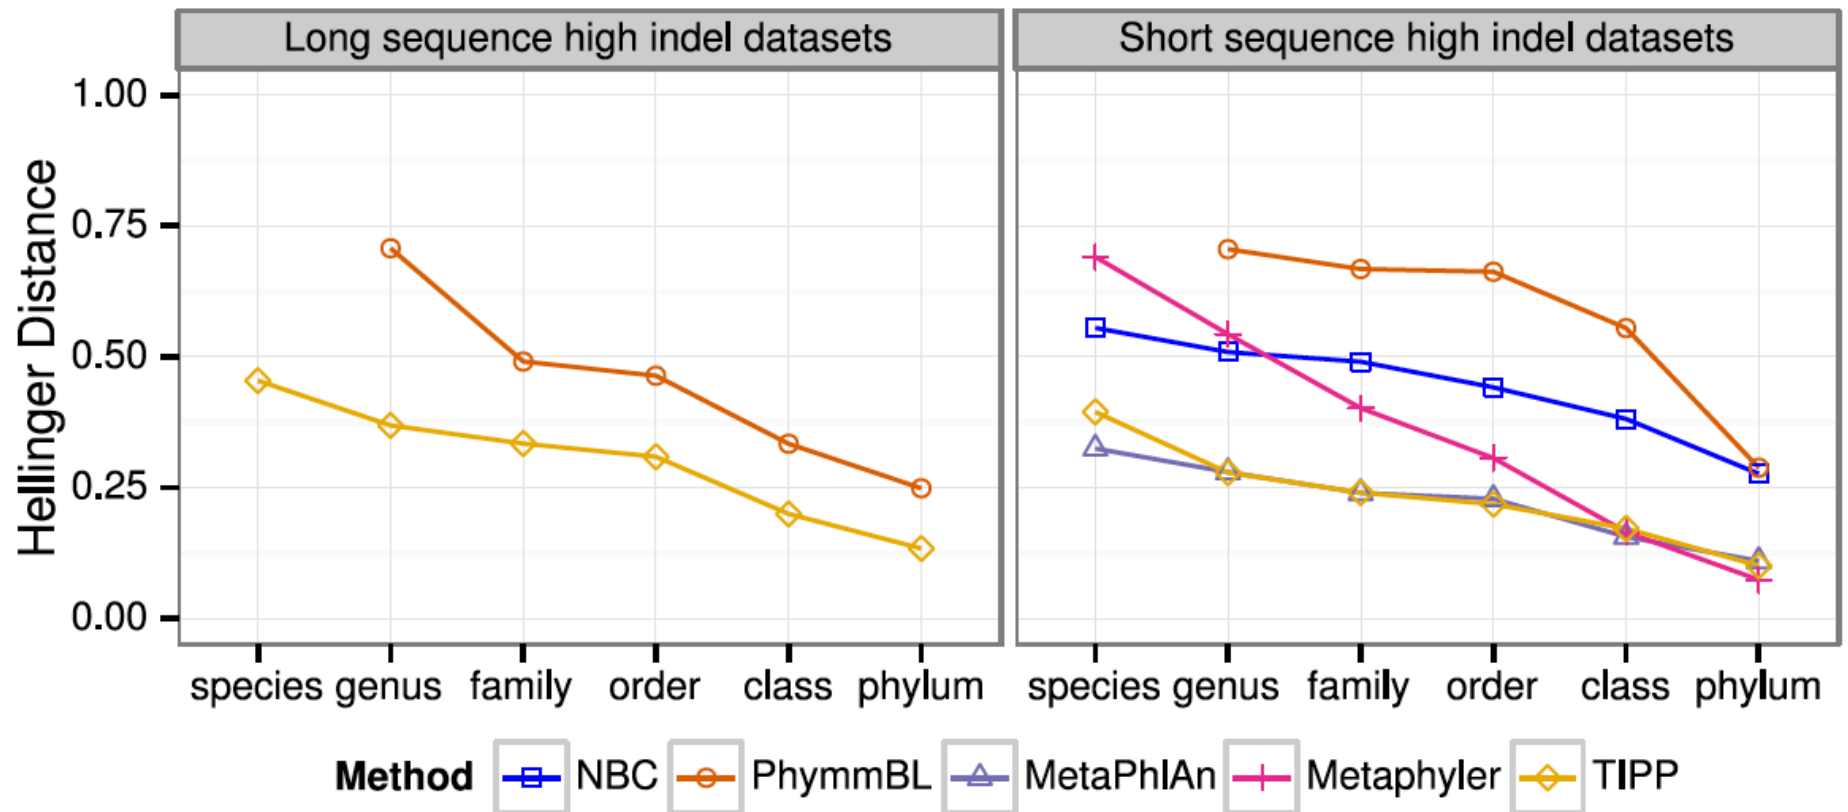 Long sequence high indel datasets
Short sequence high indel datasets
Hellinger Distance
1.00
0.75
0.50
0.25
0.00
species genus family order class phylum
species genus family order class phylum
Method NBC PhymmBL MetaPhlAn Metaphyler TIPP